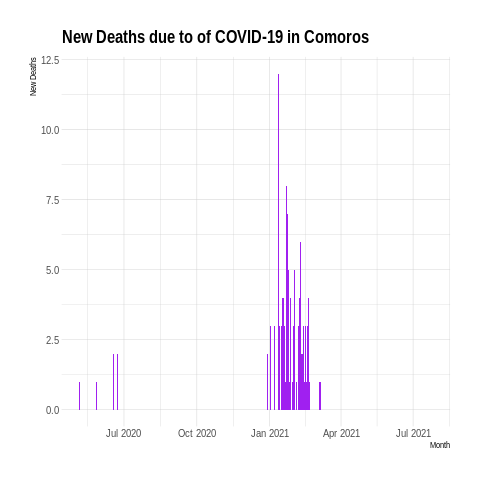 New Deaths due to of COVID-19 in Comoros
New Deaths
12.5
10.0
7.5
5.0
2.5
0.0
Jul 2020 Oct 2020 Jan 2021 Apr 2021 Jul 2021
Month